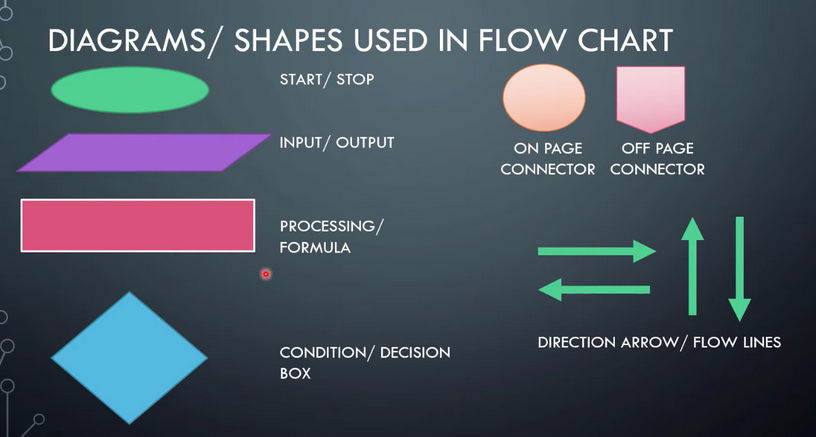 DIAGRAMS/ SHAPES USED IN FLOW CHART
START/ STOP
INPUT/ OUTPUT
PROCESSING/
FORMULA
CONDITION/ DECISION
BOX
ON PAGE
CONNECTOR
OFF PAGE
CONNECTOR
DIRECTION ARROW/ FLOW LINES